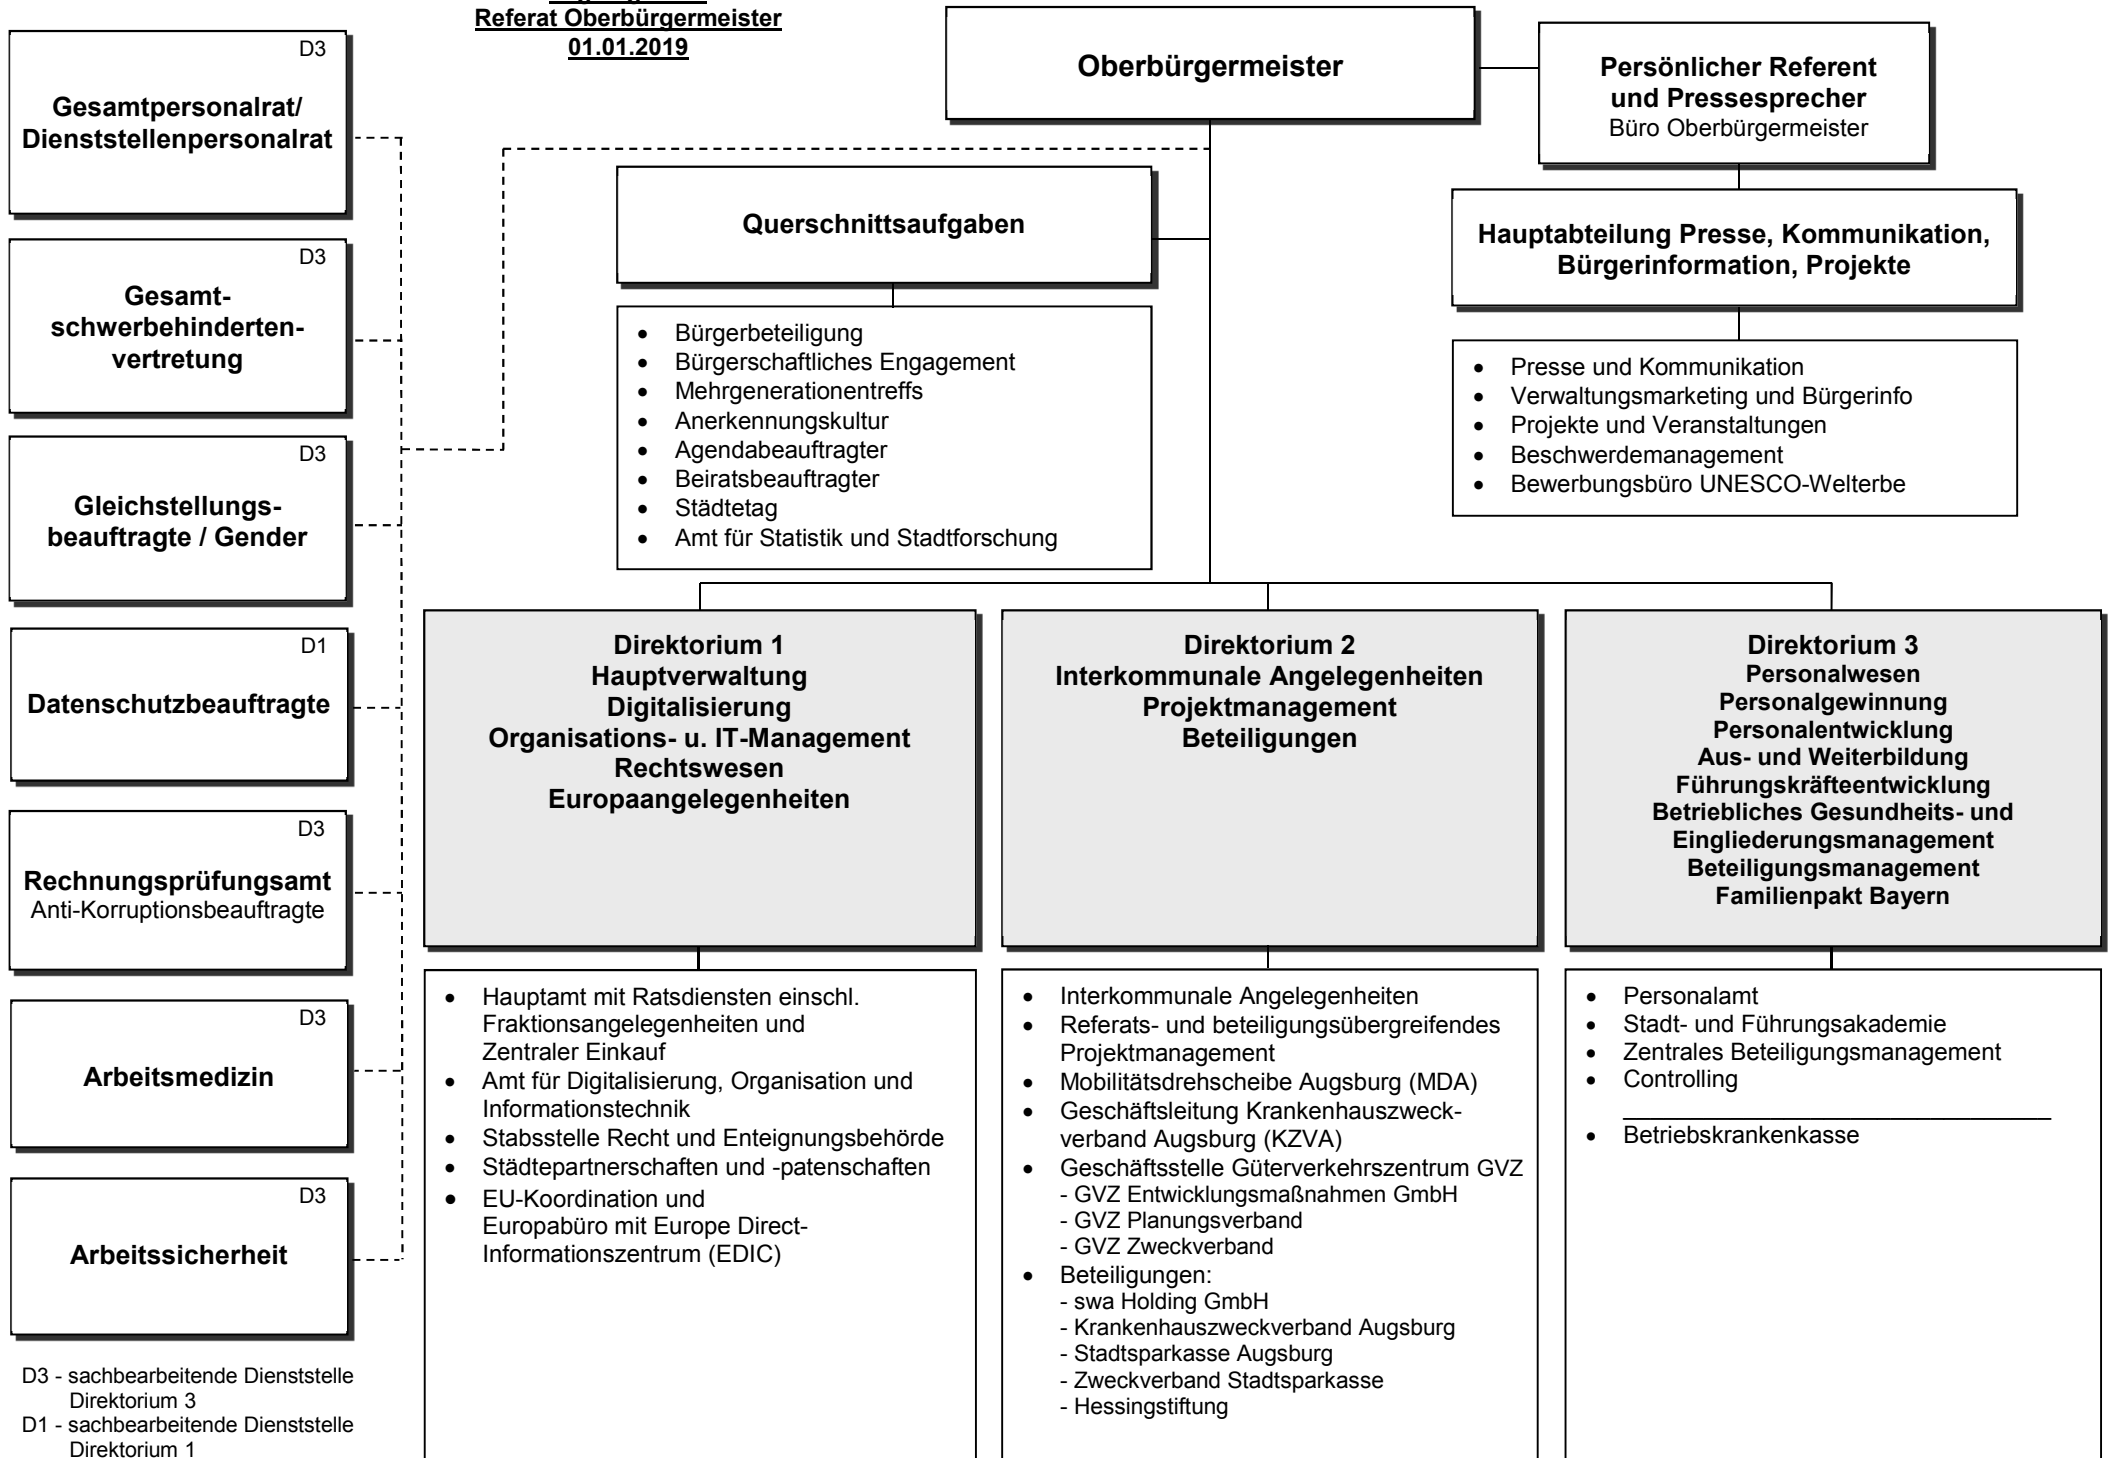 Referat Oberbürgermeister
01.01.2019
Oberbürgermeister
Persönlicher Referent
und Pressesprecher
Büro Oberbürgermeister
Hauptabteilung Presse, Kommunikation,
Bürgerinformation, Projekte
• Presse und Kommunikation
• Verwaltungsmarketing und Bürgerinfo
• Projekte und Veranstaltungen
• Beschwerdemanagement
• Bewerbungsbüro UNESCO-Welterbe
Querschnittsaufgaben
• Bürgerbeteiligung
• Bürgerschaftliches Engagement
• Mehrgenerationentreffs
• Anerkennungskultur
• Agendabeauftragter
• Beiratsbeauftragter
• Städtetag
• Amt für Statistik und Stadtforschung
D3
Gesamtpersonalrat/
Dienststellenpersonalrat
D3
Gesamt-
schwerbehinderten-
vertretung
D3
Gleichstellungs-
beauftragte / Gender
D1
Datenschutzbeauftragte
D3
Rechnungsprüfungsamt
Anti-Korruptionsbeauftragte
D3
Arbeitsmedizin
D3
Arbeitssicherheit
D3 - sachbearbeitende Dienststelle
Direktorium 3
D1 - sachbearbeitende Dienststelle
Direktorium 1
Direktorium 1
Hauptverwaltung
Digitalisierung
Organisations- u. IT-Management
Rechtswesen
Europaangelegenheiten
• Hauptamt mit Ratsdiensten einschl.
Fraktionsangelegenheiten und
Zentraler Einkauf
• Amt für Digitalisierung, Organisation und
Informationstechnik
• Stabsstelle Recht und Enteignungsbehörde
• Städtepartnerschaften und -patenschaften
• EU-Koordination und
Europabüro mit Europe Direct-
Informationszentrum (EDIC)
Direktorium 2
Interkommunale Angelegenheiten
Projektmanagement
Beteiligungen
• Interkommunale Angelegenheiten
• Referats- und beteiligungsübergreifendes
Projektmanagement
• Mobilitätsdrehscheibe Augsburg (MDA)
• Geschäftsleitung Krankenhauszweck-
verband Augsburg (KZVA)
• Geschäftsstelle Güterverkehrszentrum GVZ
- GVZ Entwicklungsmaßnahmen GmbH
- GVZ Planungsverband
- GVZ Zweckverband
• Beteiligungen:
- swa Holding GmbH
- Krankenhauszweckverband Augsburg
- Stadtsparkasse Augsburg
- Zweckverband Stadtsparkasse
- Hessingstiftung
Direktorium 3
Personalwesen
Personalgewinnung
Personalentwicklung
Aus- und Weiterbildung
Führungskräfteentwicklung
Betriebliches Gesundheits- und
Eingliederungsmanagement
Beteiligungsmanagement
Familienpakt Bayern
• Personalamt
• Stadt- und Führungsakademie
• Zentrales Beteiligungsmanagement
• Controlling
• Betriebskrankenkasse